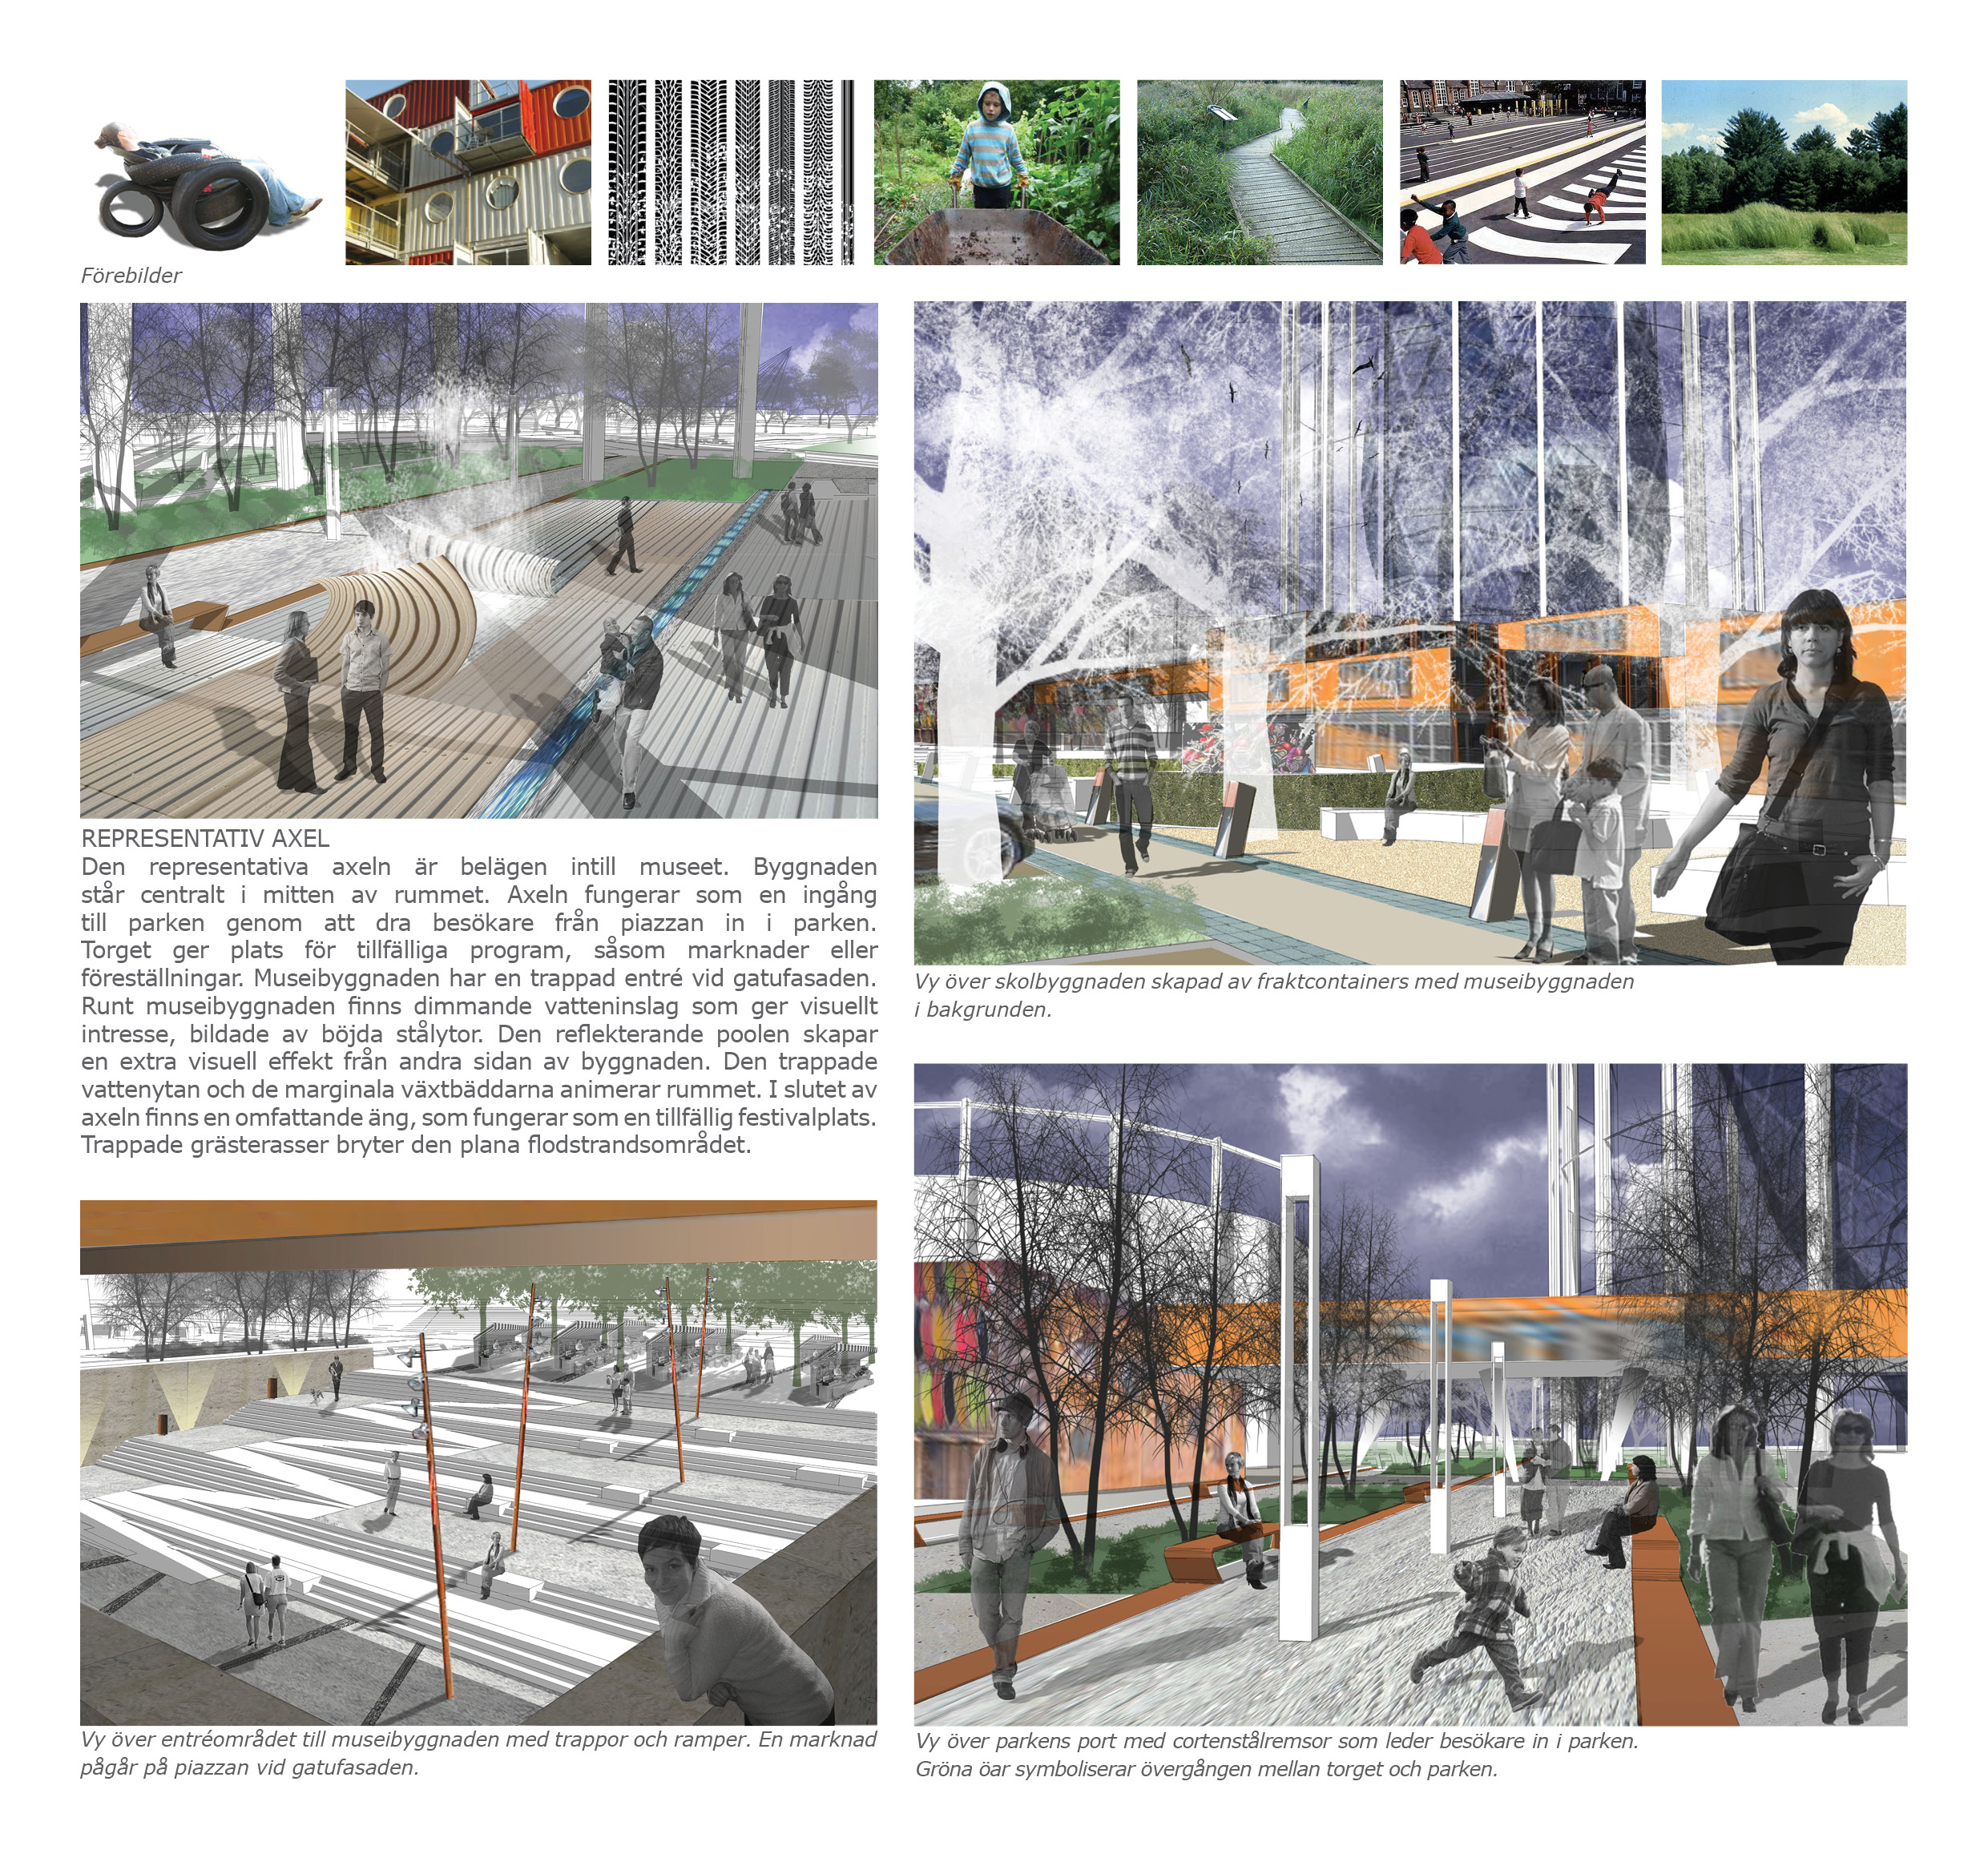 Förebilder
REPRESENTATIV AXEL
Den representativa axeln är belägen intill museet. Byggnaden
står centralt i mitten av rummet. Axeln fungerar som en ingång
till parken genom att dra besökare från piazzan in i parken.
Torget ger plats för tillfälliga program, såsom marknader eller
föreställningar. Museibyggnaden har en trappad entré vid gatufasaden.
Runt museibyggnaden finns dimmande vatteninslag som ger visuellt
intresse, bildade av böjda stålytor. Den reflekterande poolen skapar
en extra visuell effekt från andra sidan av byggnaden. Den trappade
vattenytan och de marginala växtbäddarna animerar rummet. I slutet av
axeln finns en omfattande äng, som fungerar som en tillfällig festivalplats.
Trappade grästerasser bryter den plana flodstrandsområdet.
Vy över entréområdet till museibyggnaden med trappor och ramper. En marknad
pågår på piazzan vid gatufasaden.
Vy över skolbyggnaden skapad av fraktcontainers med museibyggnaden
i bakgrunden.
Vy över parkens port med cortenstålremsor som leder besökare in i parken.
Gröna öar symboliserar övergången mellan torget och parken.